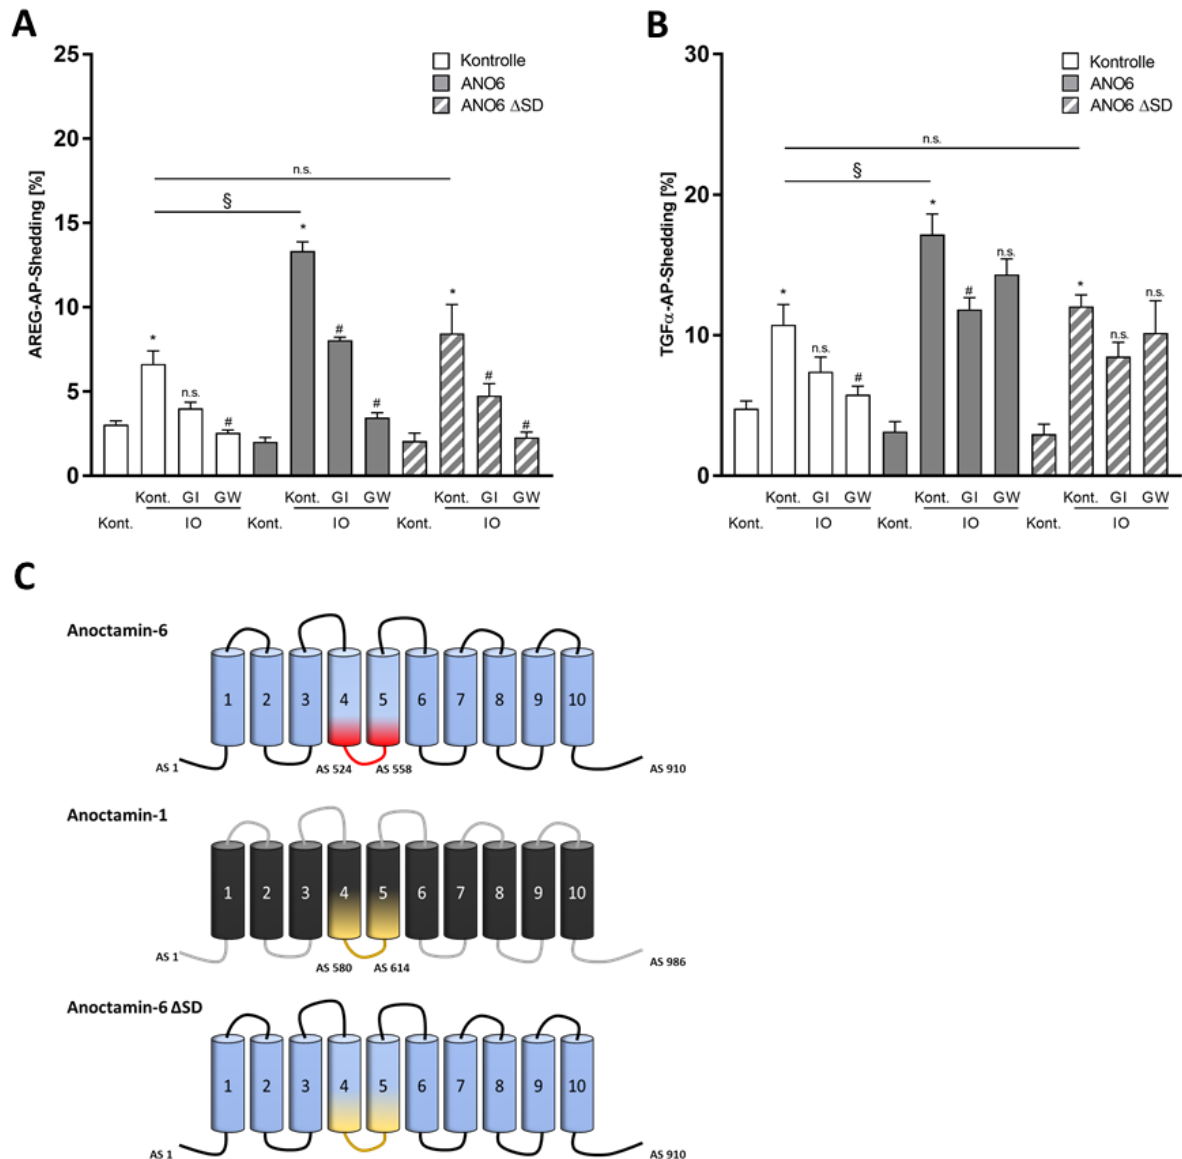 A
AREG-AP-Shedding [%]
25
20
15
10
5
0
Kontrolle
ANO6
ANO6 ΔSD
n.s.
§
*
n.s.
#
*
#
#
*
#
#
Kont. GI GW Kont. GI GW Kont. GI GW
Kont. IO Kont. IO Kont. IO
B
TGFα-AP-Shedding [%]
30
20
10
0
Kontrolle
ANO6
ANO6 ΔSD
n.s.
§
*
n.s.
#
*
#
n.s.
*
n.s.
n.s.
Kont. GI GW Kont. GI GW Kont. GI GW
Kont. IO Kont. IO Kont. IO
C
Anoctamin-6
1 2 3 4 5 6 7 8 9 10
AS 1 AS 524 AS 558 AS 910
Anoctamin-1
1 2 3 4 5 6 7 8 9 10
AS 1 AS 580 AS 614 AS 986
Anoctamin-6 ΔSD
1 2 3 4 5 6 7 8 9 10
AS 1 AS 910